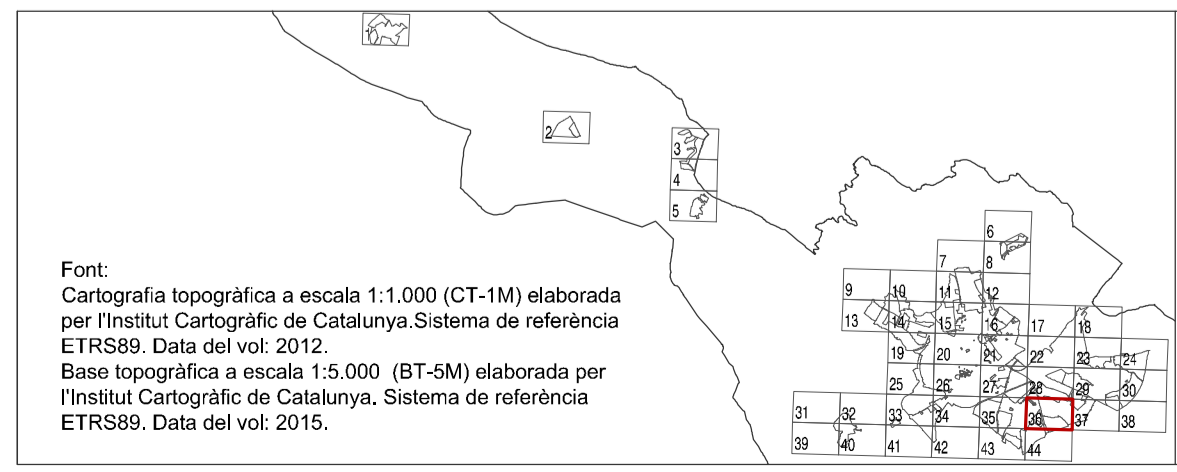 1
2
3
4
5
6
7 8
9 10 11 12
13 14 15 16 17 18
19 20 21 22 23 24
25 26 27 28 29 30
31 32 33 34 35 36 37 38
39 40 41 42 43 44
Font:
Cartografia topogràfica a escala 1:1.000 (CT-1M) elaborada
per l'Institut Cartogràfic de Catalunya.Sistema de referència
ETRS89. Data del vol: 2012.
Base topogràfica a escala 1:5.000 (BT-5M) elaborada per
l'Institut Cartogràfic de Catalunya. Sistema de referència
ETRS89. Data del vol: 2015.